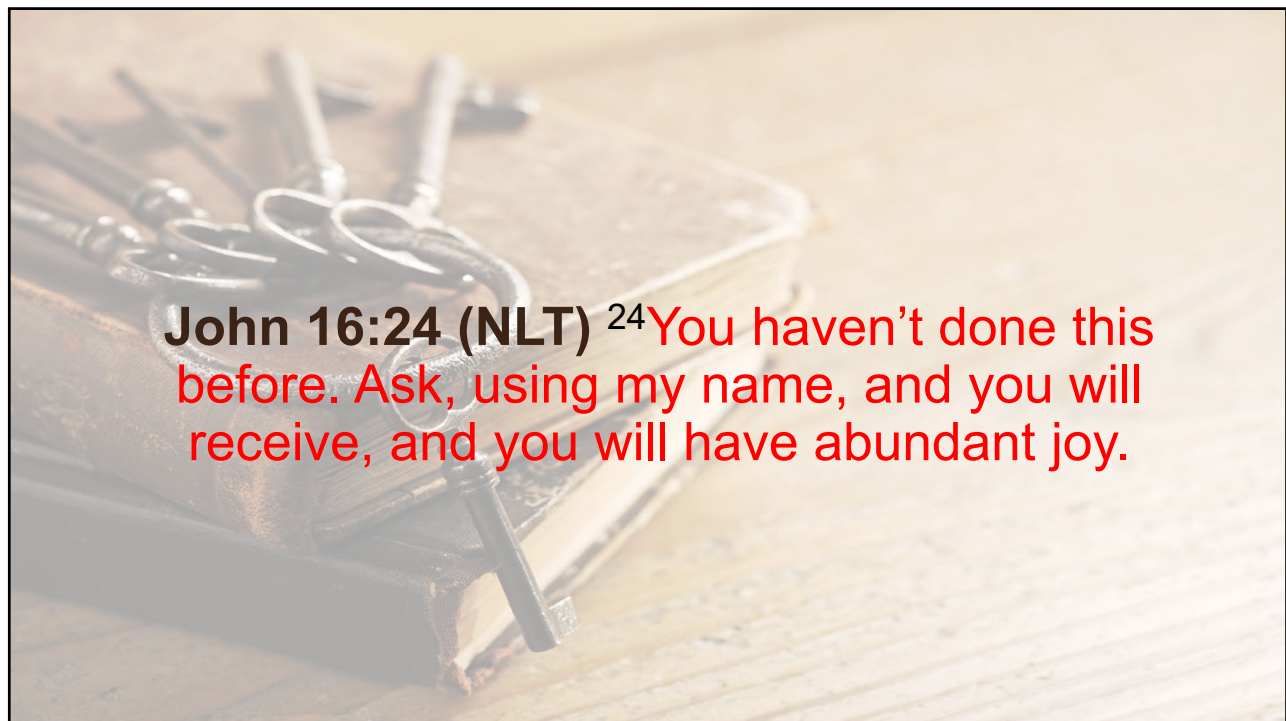 John 16:24 (NLT) ²⁴You haven’t done this
before. Ask, using my name, and you will
receive, and you will have abundant joy.